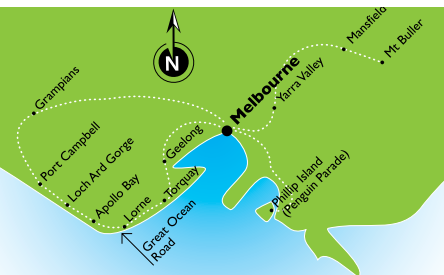 N
Mansfield
Mt Buller
Melbourne
Yarra Valley
Grampians
Geelong
Port Campbell
Loch Ard Gorge
Apollo Bay
Lorne
Torquay
Great Ocean
Road
Phillip Island
(Penguin Parade)